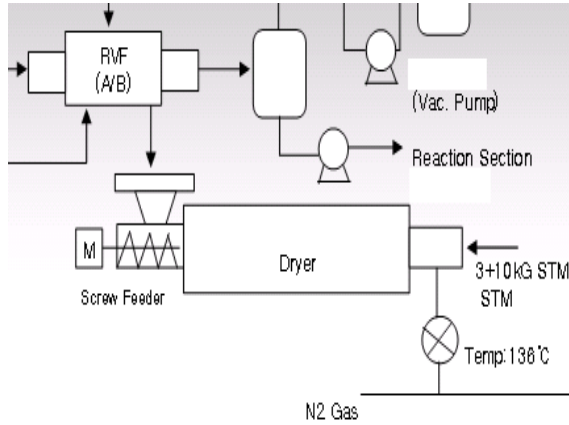 RVF
(A/B)
(Vac. Pump)
Reaction Section
M
Dryer
Screw Feeder
3+10kG STM
STM
Temp:136℃
N2 Gas